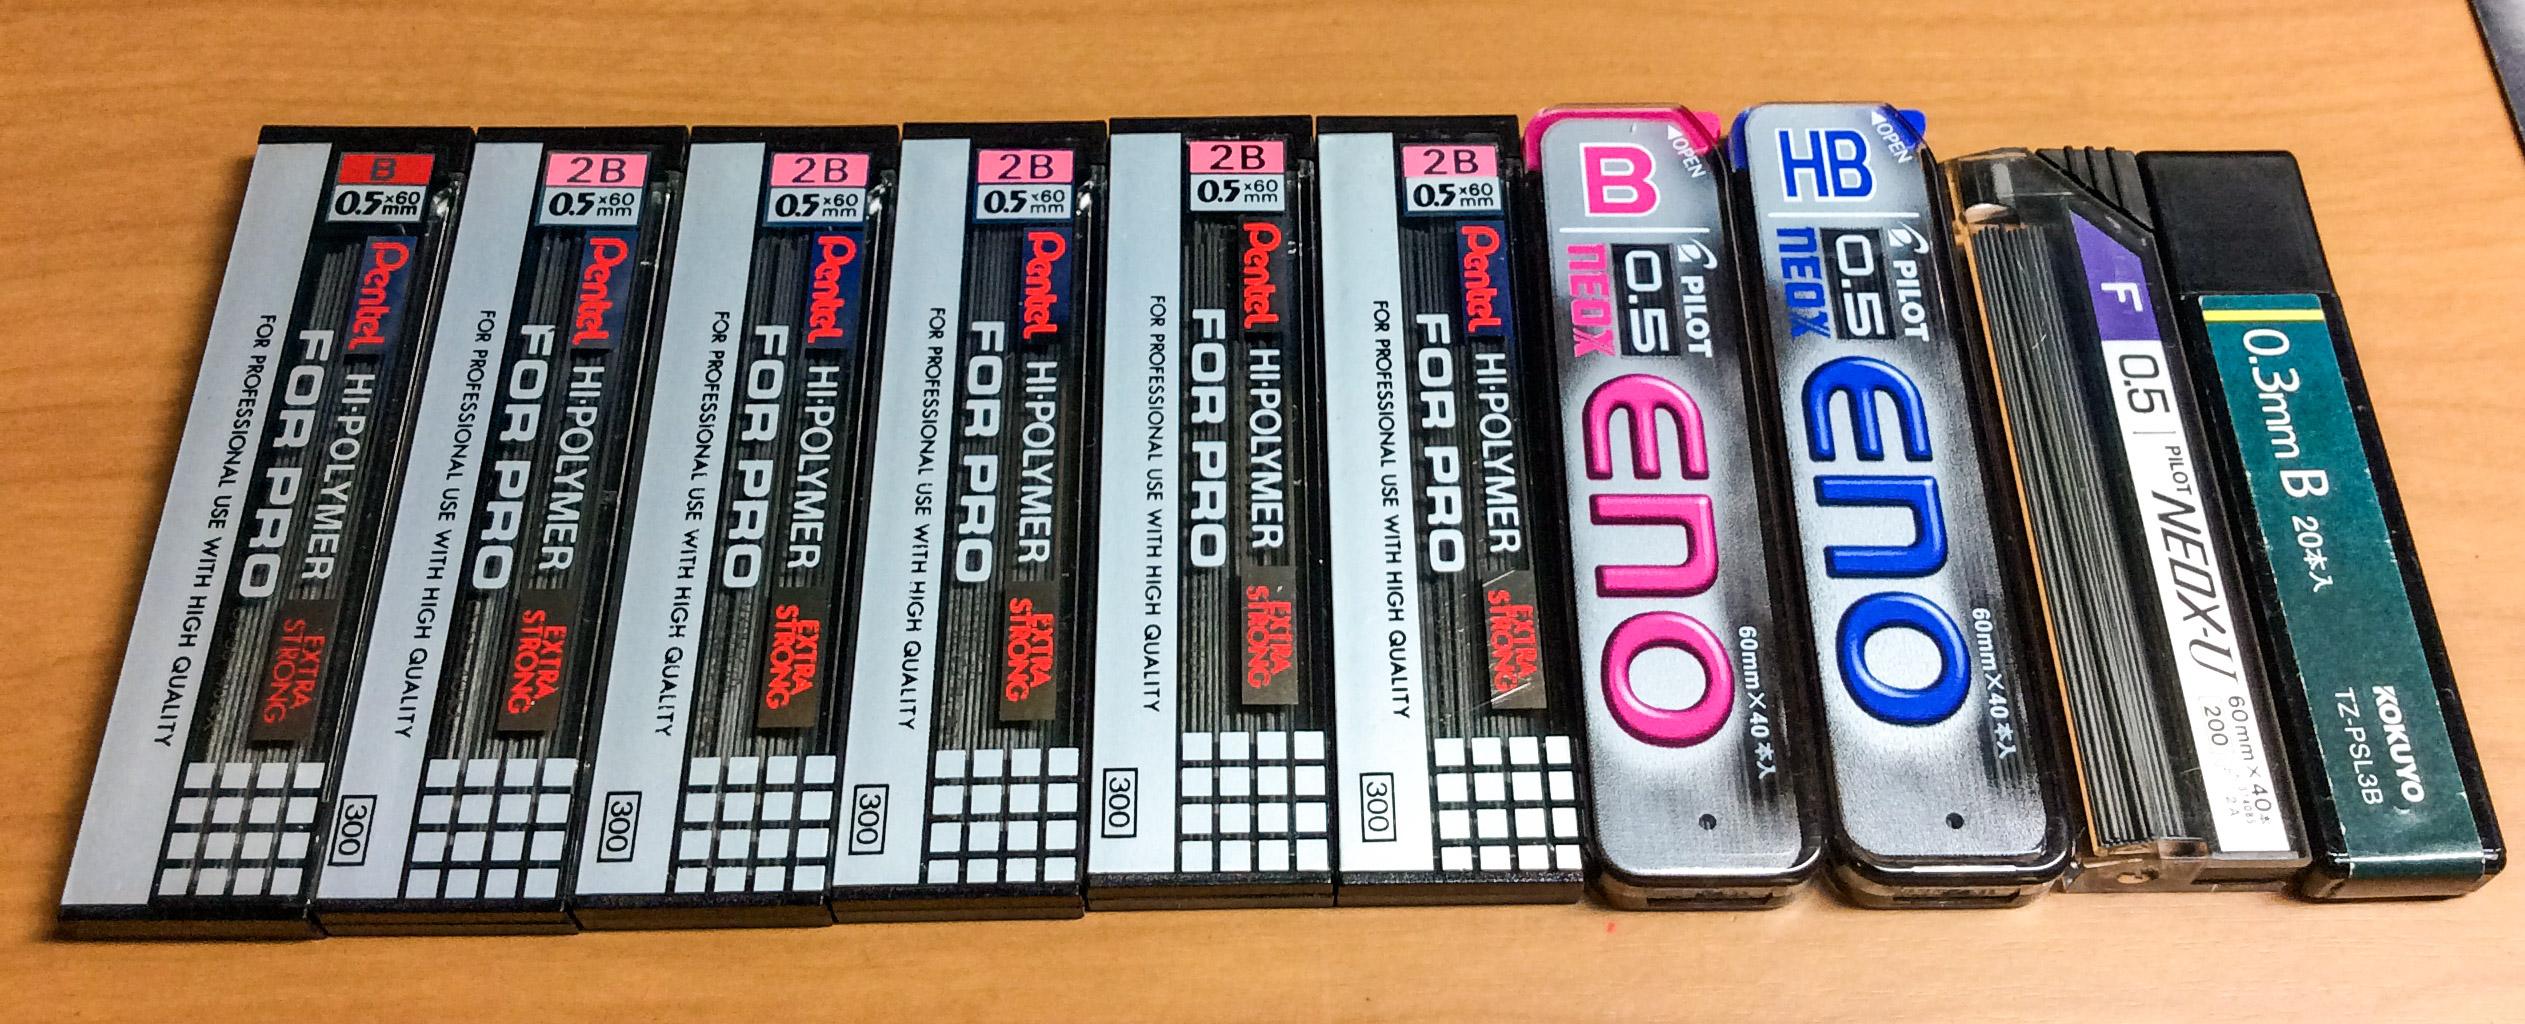 B
0.5×60mm
Pentel HI-POLYMER EXTRA STRONG
FOR PRO
FOR PROFESSIONAL USE WITH HIGH QUALITY
2B
0.5×60mm
Pentel HI-POLYMER EXTRA STRONG
FOR PRO
FOR PROFESSIONAL USE WITH HIGH QUALITY
300
2B
0.5×60mm
Pentel HI-POLYMER EXTRA STRONG
FOR PRO
FOR PROFESSIONAL USE WITH HIGH QUALITY
300
2B
0.5×60mm
Pentel HI-POLYMER EXTRA STRONG
FOR PRO
FOR PROFESSIONAL USE WITH HIGH QUALITY
300
2B
0.5×60mm
Pentel HI-POLYMER EXTRA STRONG
FOR PRO
FOR PROFESSIONAL USE WITH HIGH QUALITY
300
2B
0.5×60mm
Pentel HI-POLYMER EXTRA STRONG
FOR PRO
FOR PROFESSIONAL USE WITH HIGH QUALITY
300
OPEN
B
PILOT
0.5
NEOX
ENO
60mm×40本入
OPEN
HB
PILOT
0.5
NEOX
ENO
60mm×40本入
F 0.5 PILOT NEOX-U 60mm×40本
200
2A
0.3mm B 20本入
KOKUYO
TZ-PSL3B